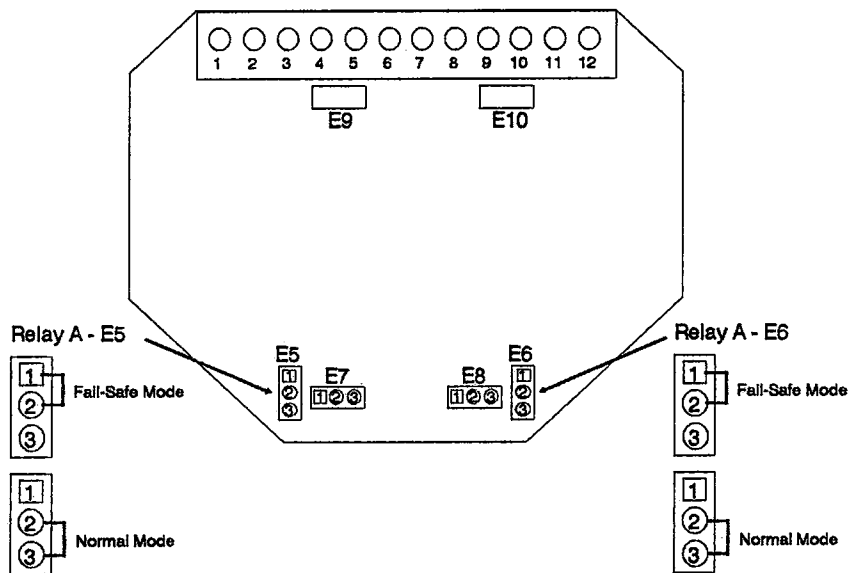 1 2 3 4 5 6 7 8 9 10 11 12
E9 E10
Relay A - E5
Relay A - E6
E5
E7
E8
E6
1
2
3
1 2 3
1 2 3
1
2
3
1
2
3
Fail-Safe Mode
1
2
3
Fail-Safe Mode
1
2
3
Normal Mode
1
2
3
Normal Mode